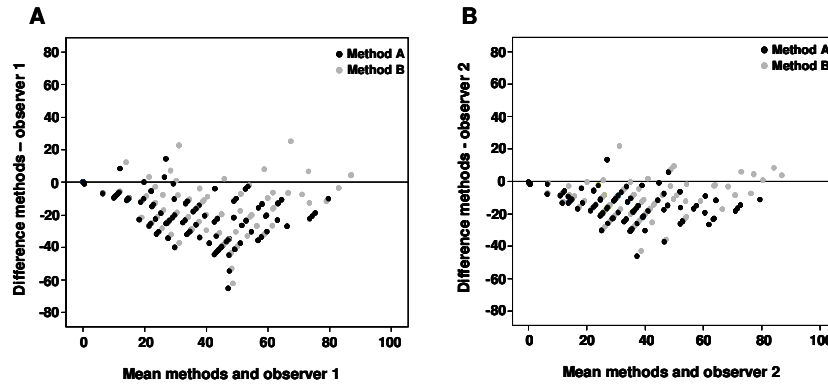 A
Difference methods – observer 1
80
60
40
20
0
-20
-40
-60
-80
Method A
Method B
0 20 40 60 80 100
Mean methods and observer 1
B
Difference methods - observer 2
80
60
40
20
0
-20
-40
-60
-80
Method A
Method B
0 20 40 60 80 100
Mean methods and observer 2